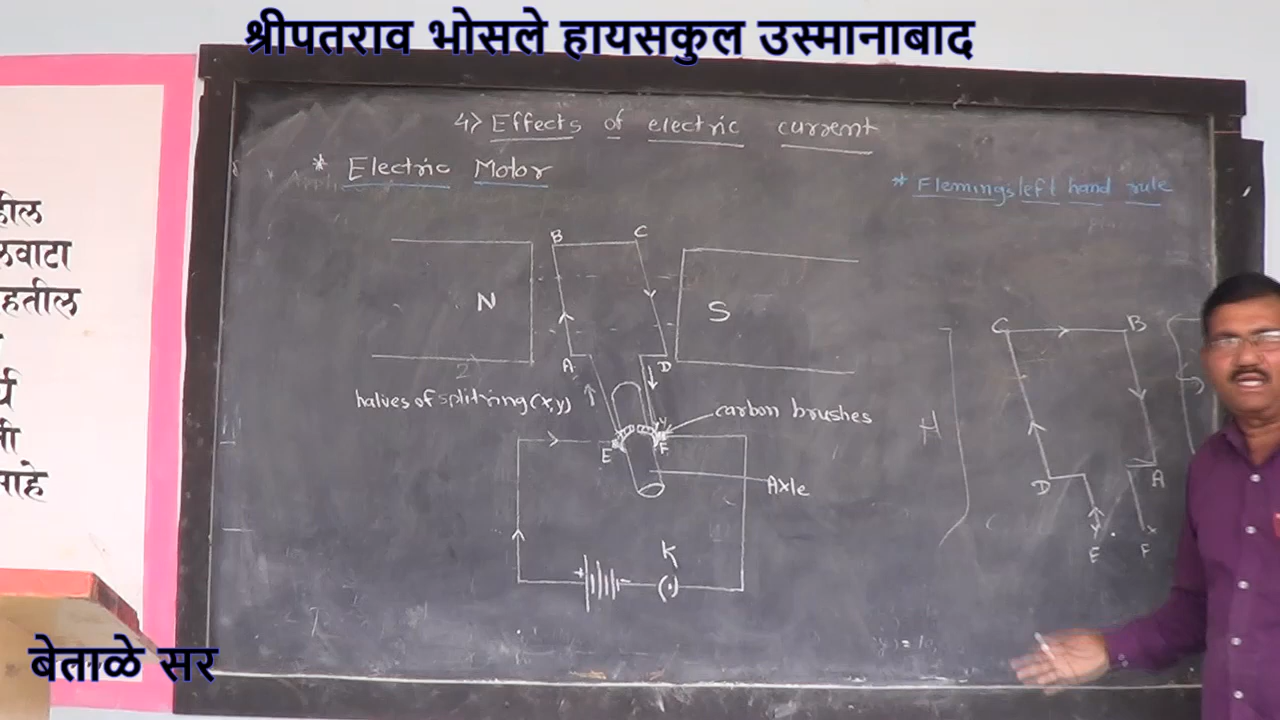 श्रीपतराव भोसले हायसकुल उस्मानाबाद
4> Effects of electric current
* Electric Motor
* Flemings left hand rule
B C
N S
A D
halves of splitring (x,y)
carbon brushes
E Y F
Axle
K
+ -
C B
H
D A
Y x
E F
बेताळे सर